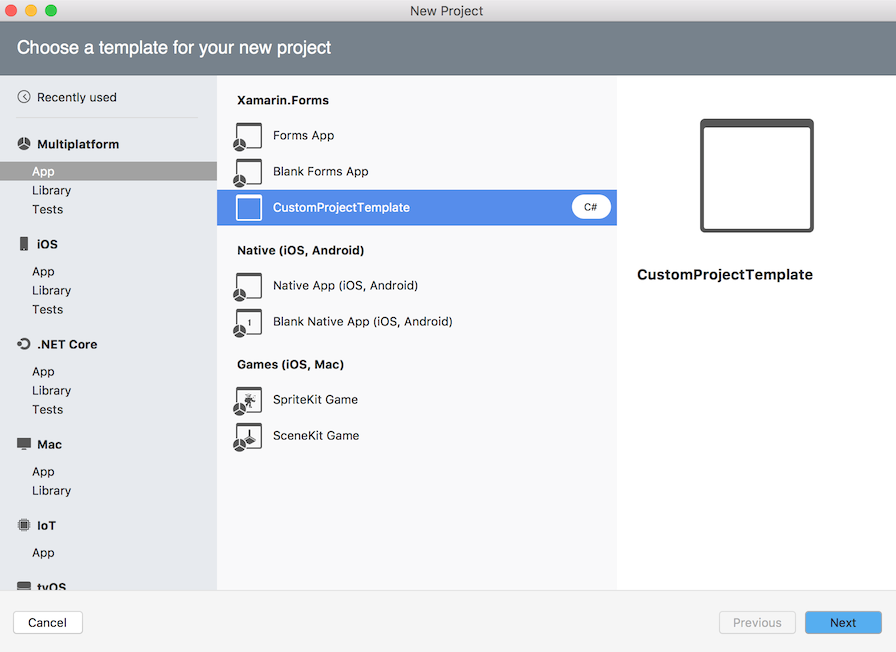 New Project
Choose a template for your new project
Recently used
Multiplatform
App
Library
Tests
iOS
App
Library
Tests
.NET Core
App
Library
Tests
Mac
App
Library
IoT
App
tvOS
Xamarin.Forms
Forms App
Blank Forms App
CustomProjectTemplate C#
Native (iOS, Android)
Native App (iOS, Android)
1
Blank Native App (iOS, Android)
Games (iOS, Mac)
SpriteKit Game
SceneKit Game
CustomProjectTemplate
Cancel
Previous
Next